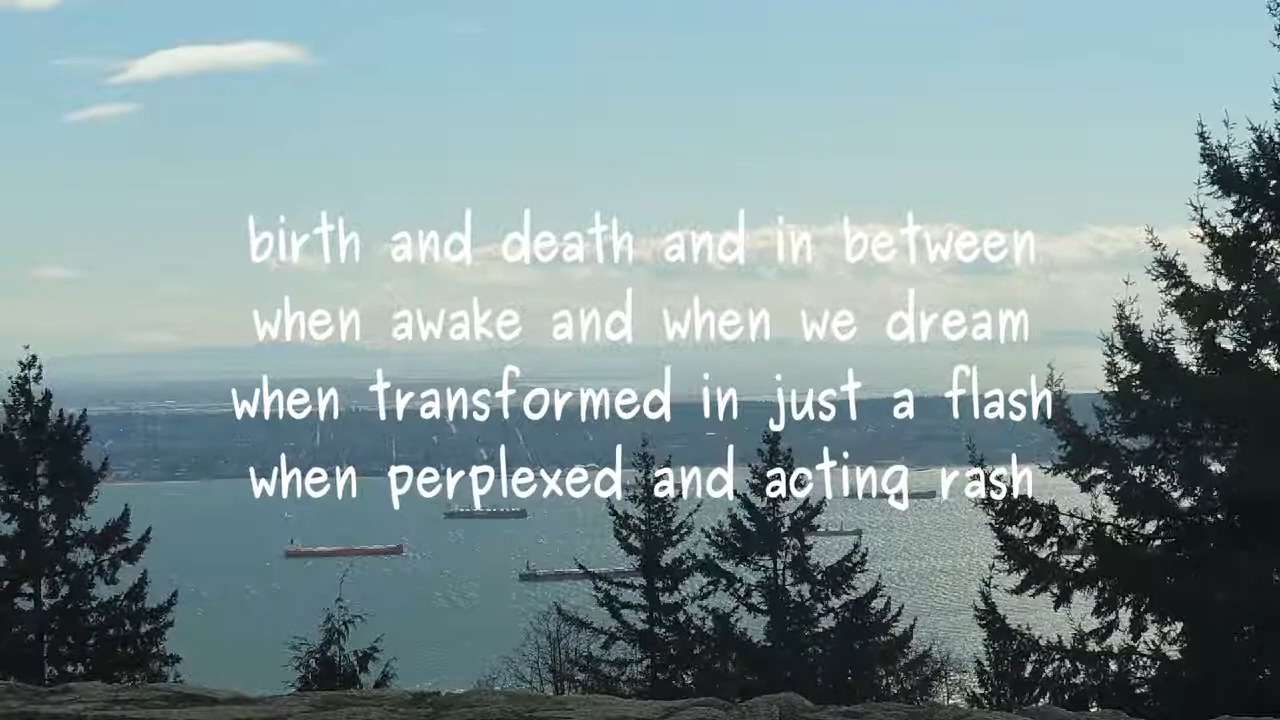 birth and death and in between
when awake and when we dream
when transformed in just a flash
when perplexed and acting rash